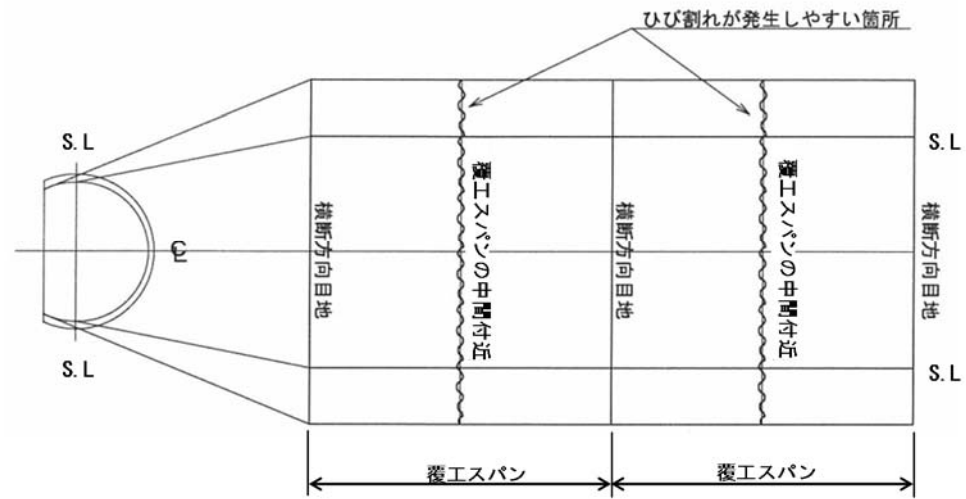 ひび割れが発生しやすい箇所
S.L
S.L
横断方向目地
覆工スパンの中間付近
横断方向目地
覆工スパンの中間付近
横断方向目地
℄
S.L
S.L
覆工スパン
覆工スパン